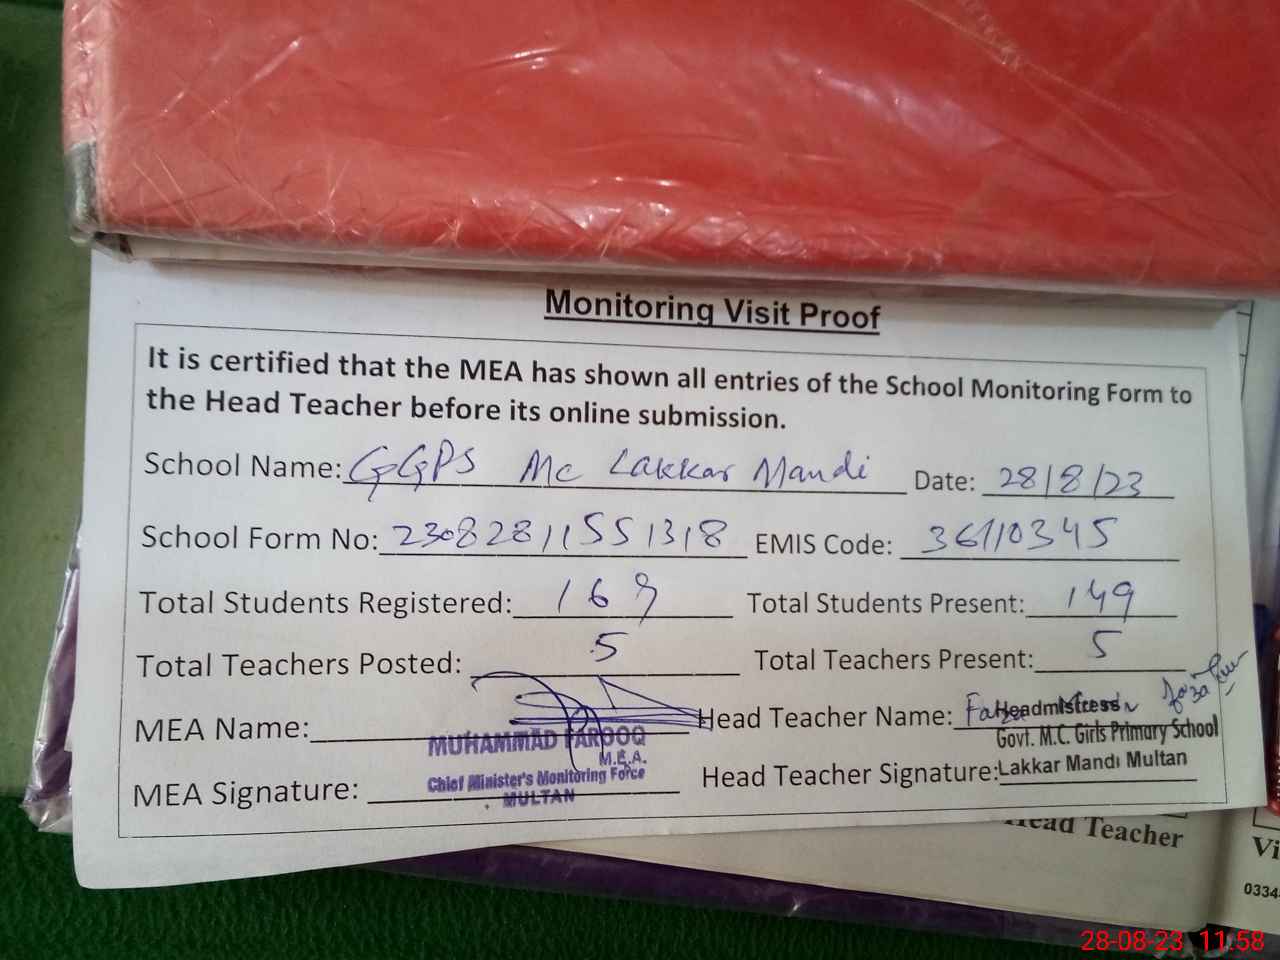 Monitoring Visit Proof
It is certified that the MEA has shown all entries of the School Monitoring Form to
the Head Teacher before its online submission.
School Name: GGPS Mc Lakkar Mandi Date: 28/8/23
School Form No: 23082811551318 EMIS Code: 36110345
Total Students Registered: 169 Total Students Present: 149
Total Teachers Posted: 5 Total Teachers Present: 5
MEA Name: Head Teacher Name:
MUHAMMAD FAROOQ
M.E.A.
Chief Minister's Monitoring Force
MULTAN
Headmistress
Govt. M.C. Girls Primary School
Lakkar Mandi Multan
MEA Signature: Head Teacher Signature:
Head Teacher
Vi
0334
28-08-23 11:58